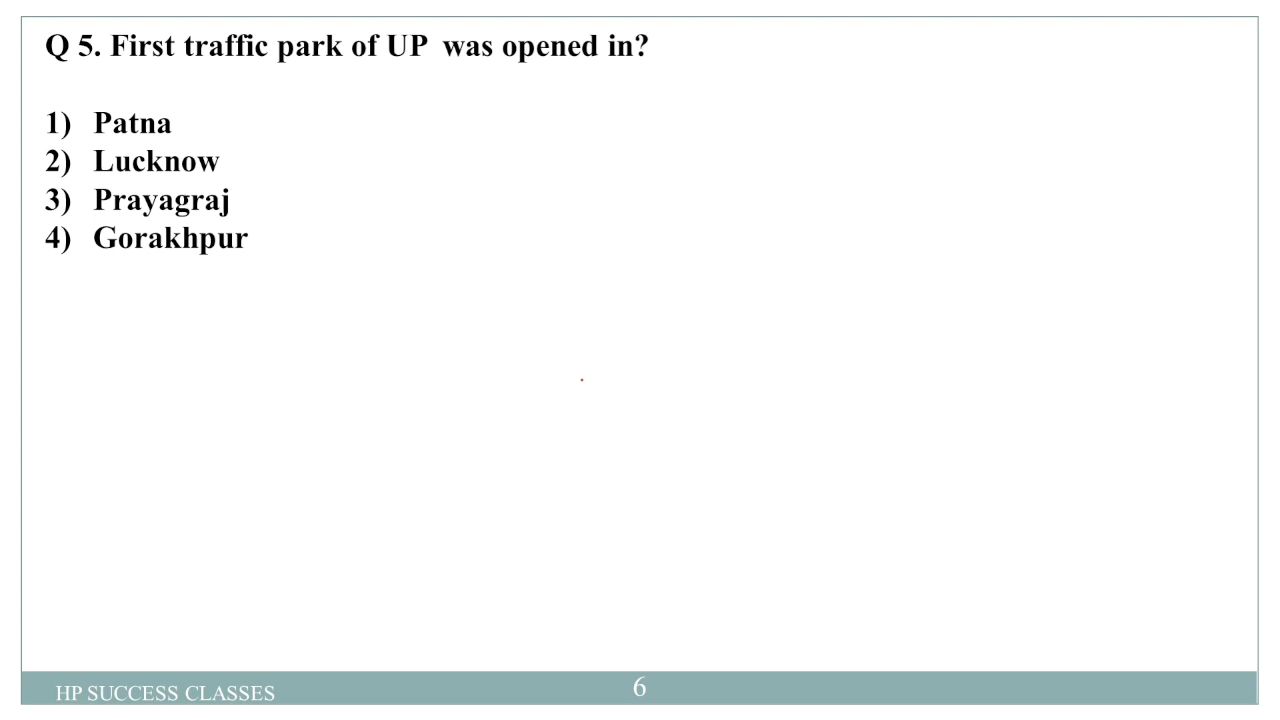 Q 5. First traffic park of UP was opened in?
1) Patna
2) Lucknow
3) Prayagraj
4) Gorakhpur
HP SUCCESS CLASSES
6